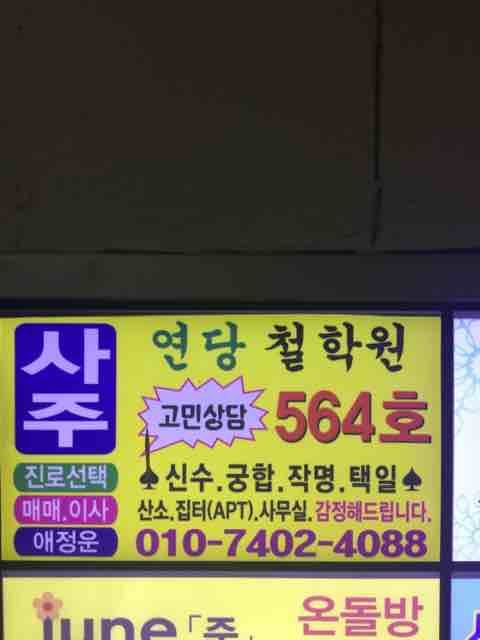 사주
연당 철학원
고민상담 564호
진로선택
♠신수.궁합.작명.택일♠
매매.이사
산소.집터(APT).사무실.감정해드립니다.
애정운
010-7402-4088
온돌방
june「주」